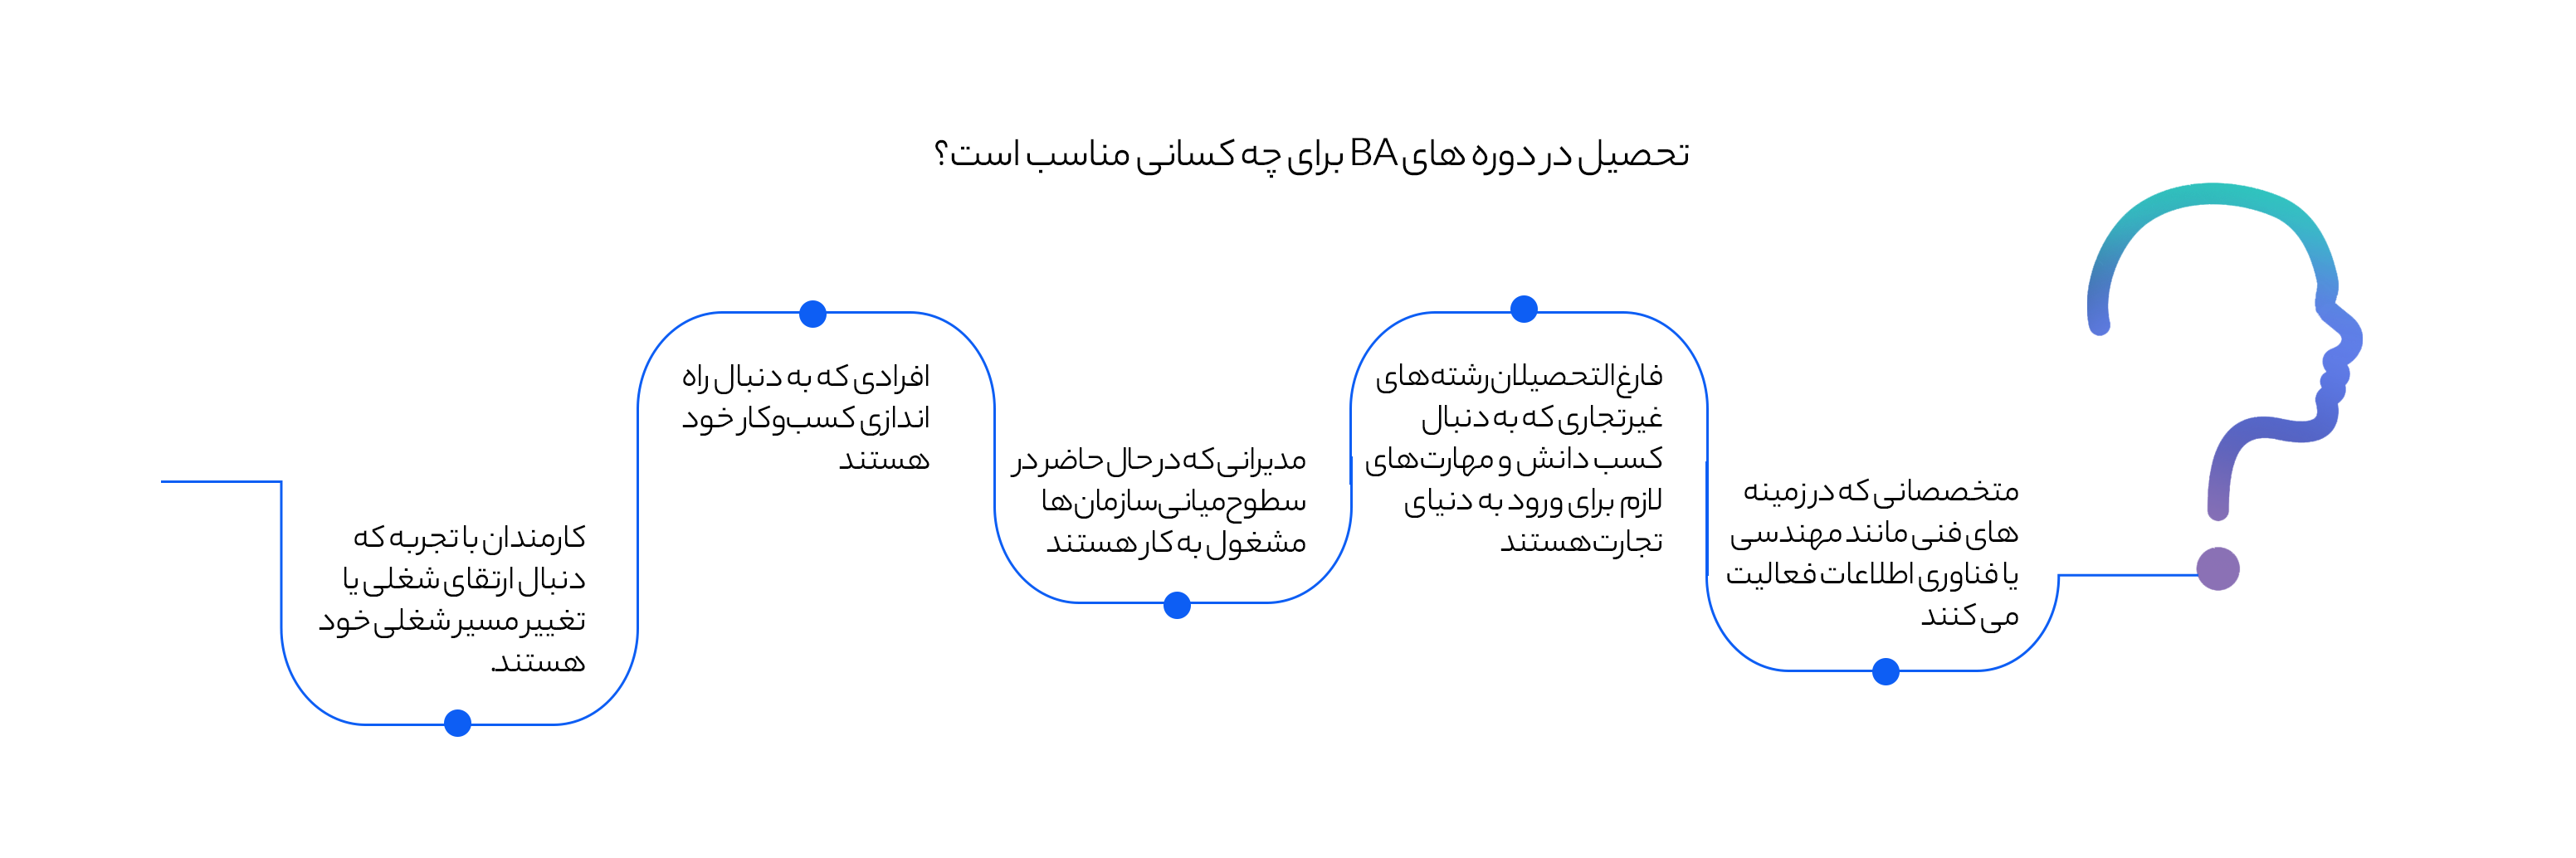 تحصیل در دوره های BA برای چه کسانی مناسب است؟
متخصصانی که در زمینه
های فنی مانند مهندسی
یا فناوری اطلاعات فعالیت
می کنند
فارغ‌التحصیلان رشته‌های
غیرتجاری که به دنبال
کسب دانش و مهارت‌های
لازم برای ورود به دنیای
تجارت هستند
مدیرانی که در حال حاضر در
سطوح میانی سازمان‌ها
مشغول به کار هستند
افرادی که به دنبال راه
اندازی کسب‌وکار خود
هستند
کارمندان با تجربه که
دنبال ارتقای شغلی یا
تغییر مسیر شغلی خود
هستند.